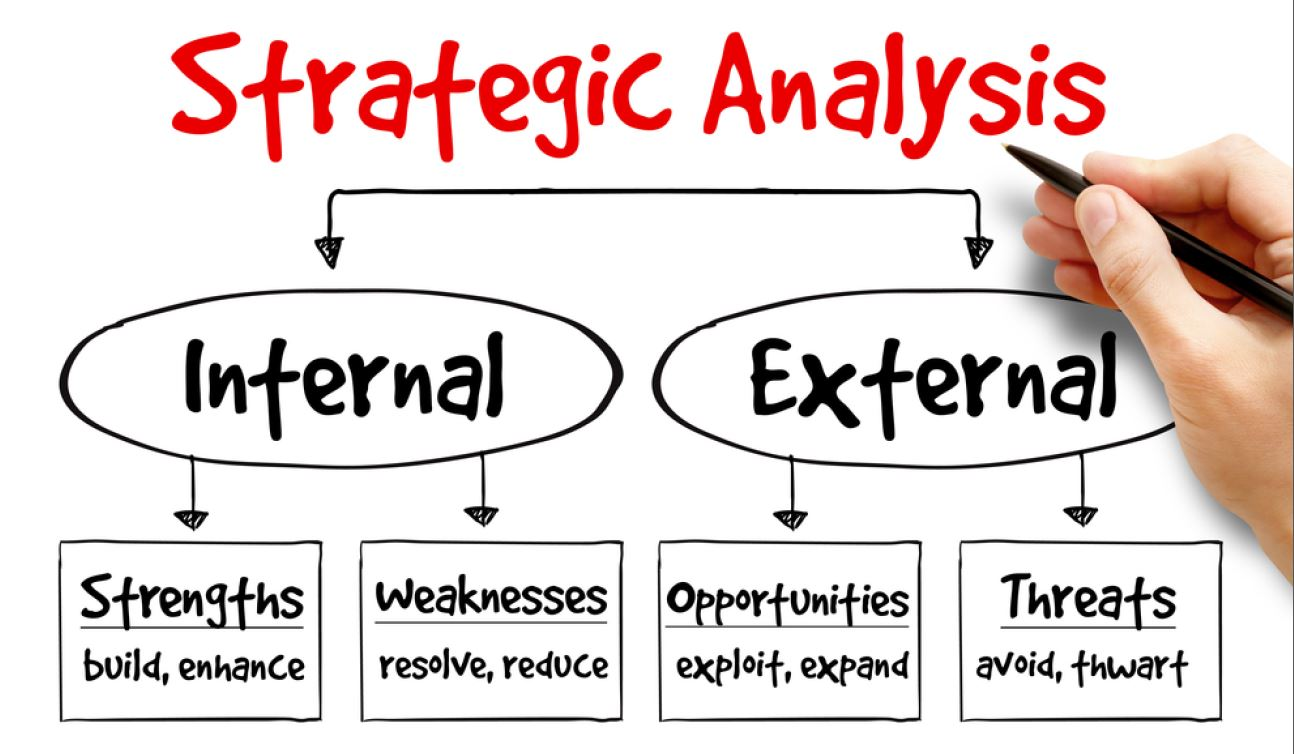 Strategic Analysis
Internal
External
Strengths
build, enhance
Weaknesses
resolve, reduce
Opportunities
exploit, expand
Threats
avoid, thwart